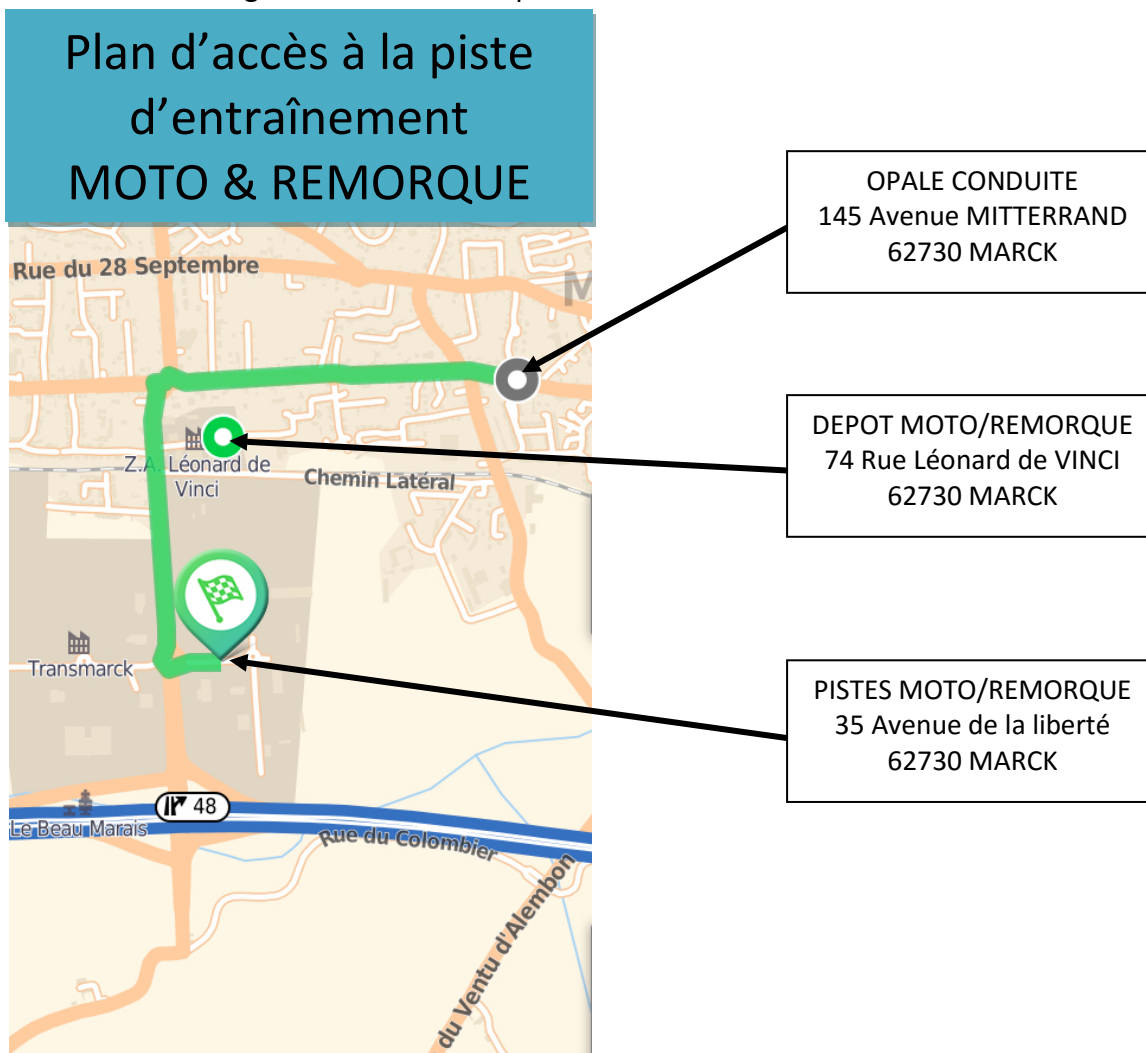 Plan d’accès à la piste
d’entraînement
MOTO & REMORQUE
OPALE CONDUITE
145 Avenue MITTERRAND
62730 MARCK
Rue du 28 Septembre
M
DEPOT MOTO/REMORQUE
74 Rue Léonard de VINCI
62730 MARCK
Z.A. Léonard de
Vinci
Chemin Latéral
Transmarck
PISTES MOTO/REMORQUE
35 Avenue de la liberté
62730 MARCK
48
Le Beau Marais
Rue du Colombier
du Ventu d'Alembon